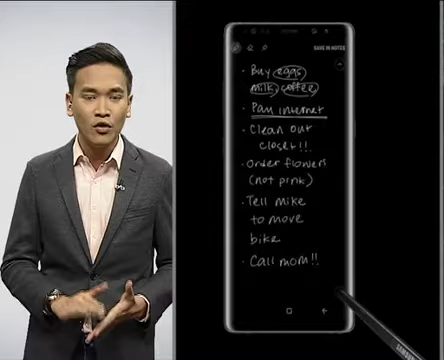 SAVE IN NOTES
· Buy eggs
milk coffee
· Pay internet
· Clean out
closet!!!
· Order flowers
(not pink)
· Tell Mike
to move
bike
· Call mom!!
SAMSUNG